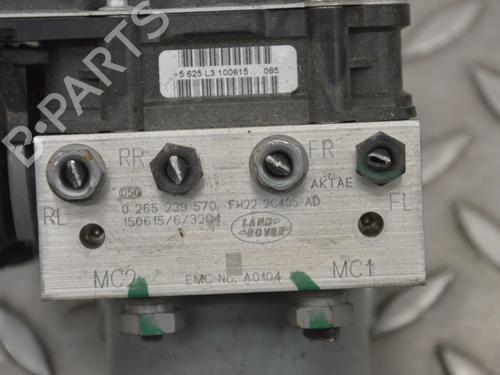 B-PARTS
+5 625 L3 100615 085
RR
FR
050
AKTAE
RL
0 265 239 570 FH22-2C405-AD
FL
150615/6/3204
LAND
ROVER
MC2
EMC-No. A0104
MC1